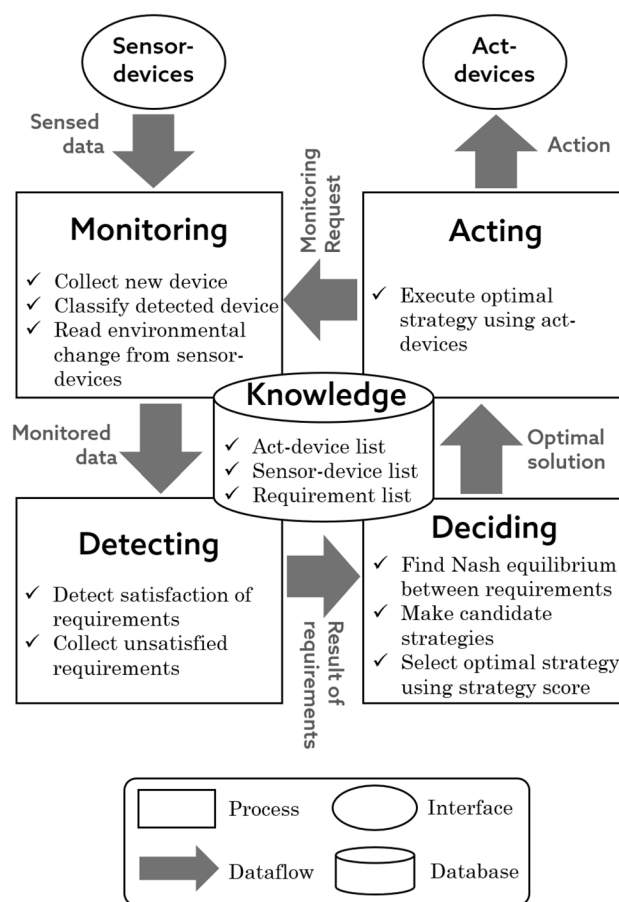 Sensor-
devices
Act-
devices
Sensed
data
Action
Monitoring
✓ Collect new device
✓ Classify detected device
✓ Read environmental
change from sensor-
devices
Monitoring
Request
Acting
✓ Execute optimal
strategy using act-
devices
Knowledge
✓ Act-device list
✓ Sensor-device list
✓ Requirement list
Monitored
data
Optimal
solution
Detecting
✓ Detect satisfaction of
requirements
✓ Collect unsatisfied
requirements
Result of
requirements
Deciding
✓ Find Nash equilibrium
between requirements
✓ Make candidate
strategies
✓ Select optimal strategy
using strategy score
Process
Interface
Dataflow
Database